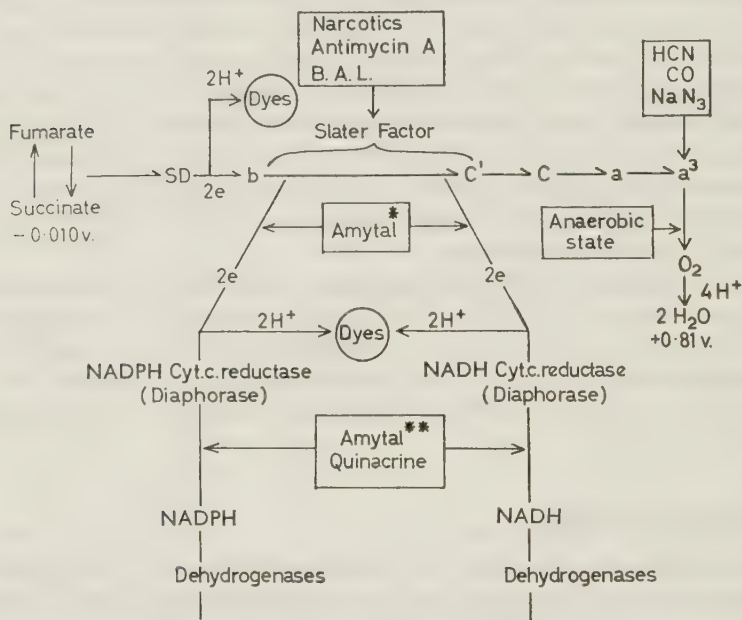 Narcotics
Antimycin A
B. A. L.
HCN
CO
NaN₃
2H⁺
Dyes
Slater Factor
Fumarate
Succinate
– 0·010 v.
SD
2e
b
C'
C
a
a³
Amytal *
Anaerobic
state
2e
2e
O₂
4H⁺
2 H₂O
+0·81 v.
2H⁺
Dyes
2H⁺
NADPH Cyt.c.reductase
(Diaphorase)
NADH Cyt.c.reductase
(Diaphorase)
Amytal **
Quinacrine
NADPH
NADH
Dehydrogenases
Dehydrogenases